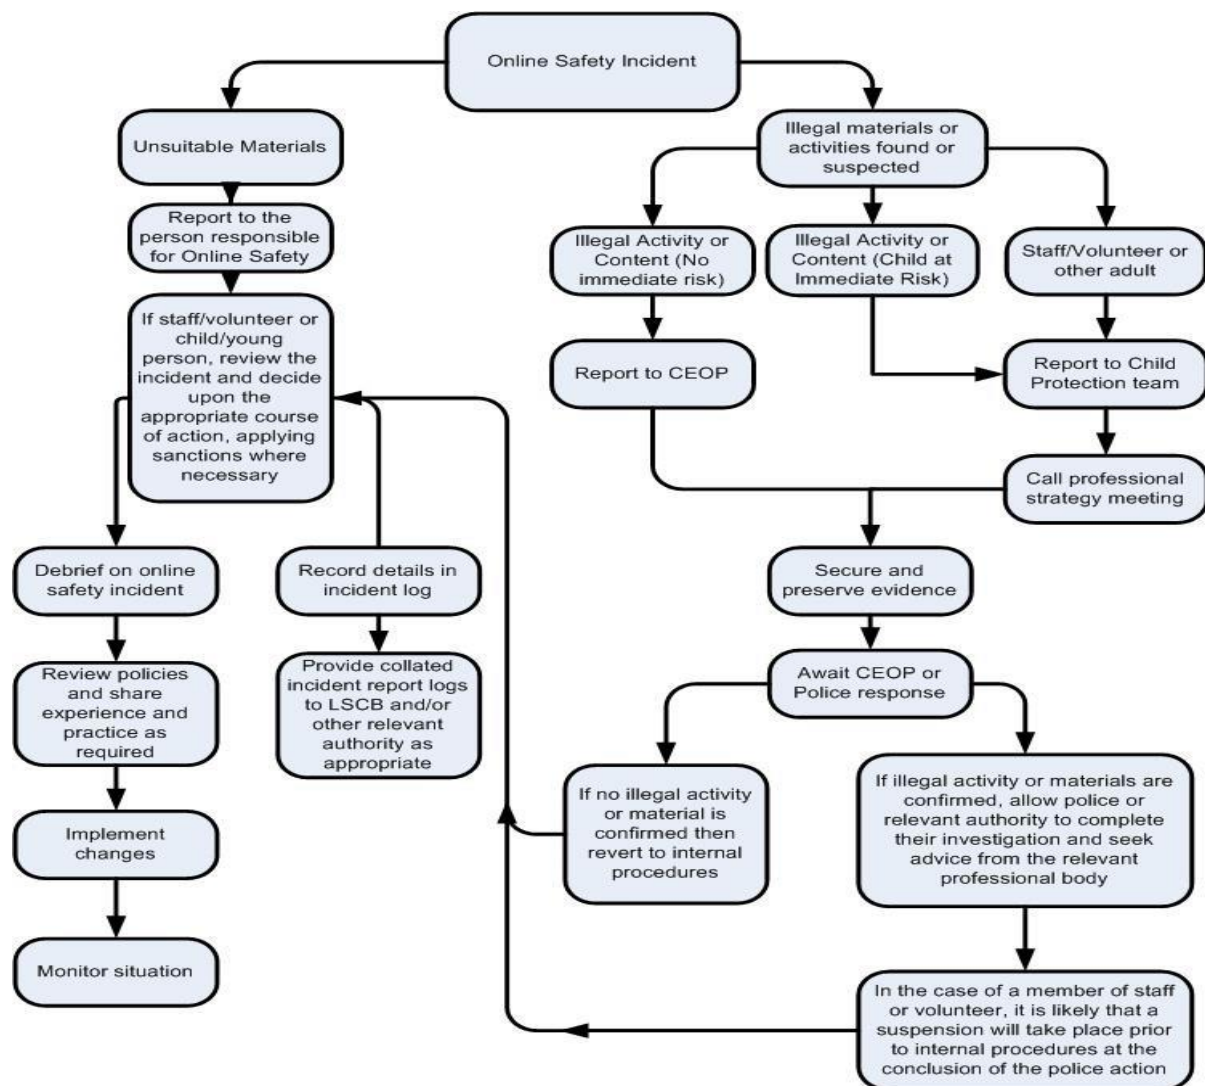 Online Safety Incident
Unsuitable Materials
Report to the
person responsible
for Online Safety
If staff/volunteer or
child/young
person, review the
incident and decide
upon the
appropriate course
of action, applying
sanctions where
necessary
Debrief on online
safety incident
Review policies
and share
experience and
practice as
required
Implement
changes
Monitor situation
Record details in
incident log
Provide collated
incident report logs
to LSCB and/or
other relevant
authority as
appropriate
Illegal materials or
activities found or
suspected
Illegal Activity or
Content (No
immediate risk)
Illegal Activity or
Content (Child at
Immediate Risk)
Staff/Volunteer or
other adult
Report to CEOP
Report to Child
Protection team
Call professional
strategy meeting
Secure and
preserve evidence
Await CEOP or
Police response
If no illegal activity
or material is
confirmed then
revert to internal
procedures
If illegal activity or materials are
confirmed, allow police or
relevant authority to complete
their investigation and seek
advice from the relevant
professional body
In the case of a member of staff
or volunteer, it is likely that a
suspension will take place prior
to internal procedures at the
conclusion of the police action